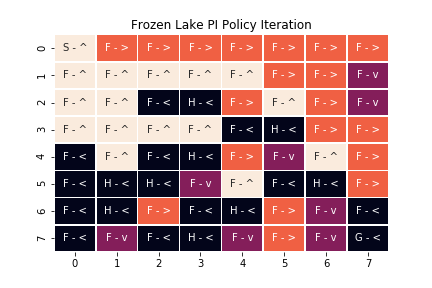 Frozen Lake PI Policy Iteration
0 S - ^ F - > F - > F - > F - > F - > F - > F - >
1 F - ^ F - ^ F - ^ F - ^ F - ^ F - > F - > F - v
2 F - ^ F - ^ F - < H - < F - > F - ^ F - > F - v
3 F - ^ F - ^ F - ^ F - ^ F - < H - < F - > F - >
4 F - < F - ^ F - < H - < F - > F - v F - ^ F - >
5 F - < H - < H - < F - v F - ^ F - < H - < F - >
6 F - < H - < F - > F - < H - < F - > F - v F - <
7 F - < F - v F - < H - < F - v F - > F - v G - <
0 1 2 3 4 5 6 7